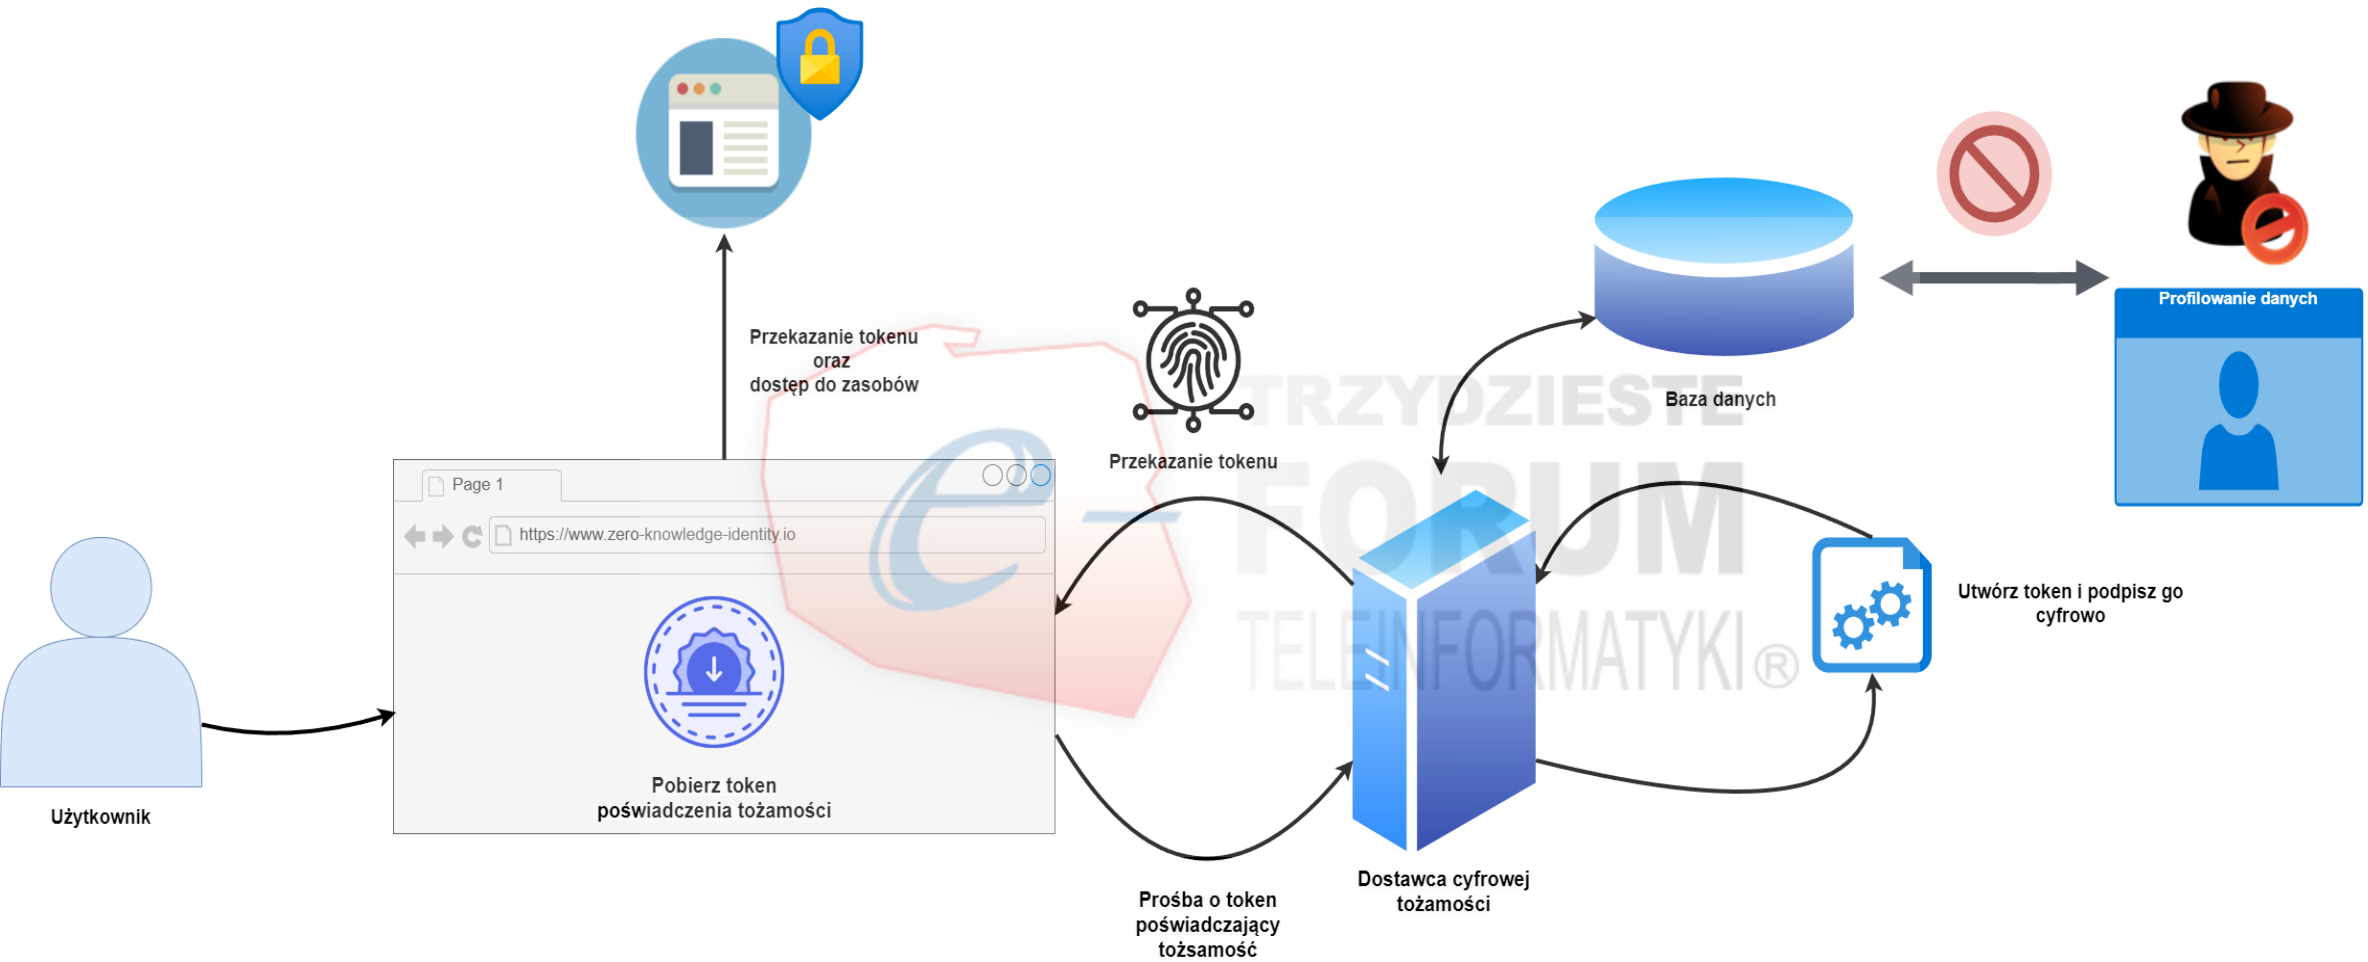 Profilowanie danych
Przekazanie tokenu
oraz
dostęp do zasobów
TRZYDZIESTE
FORUM
TELEINFORMATYKI ®
e-
Baza danych
Przekazanie tokenu
Page 1
https://www.zero-knowledge-identity.io
Utwórz token i podpisz go
cyfrowo
Pobierz token
poświadczenia tożamości
Użytkownik
Dostawca cyfrowej
tożamości
Prośba o token
poświadczający
tożsamość